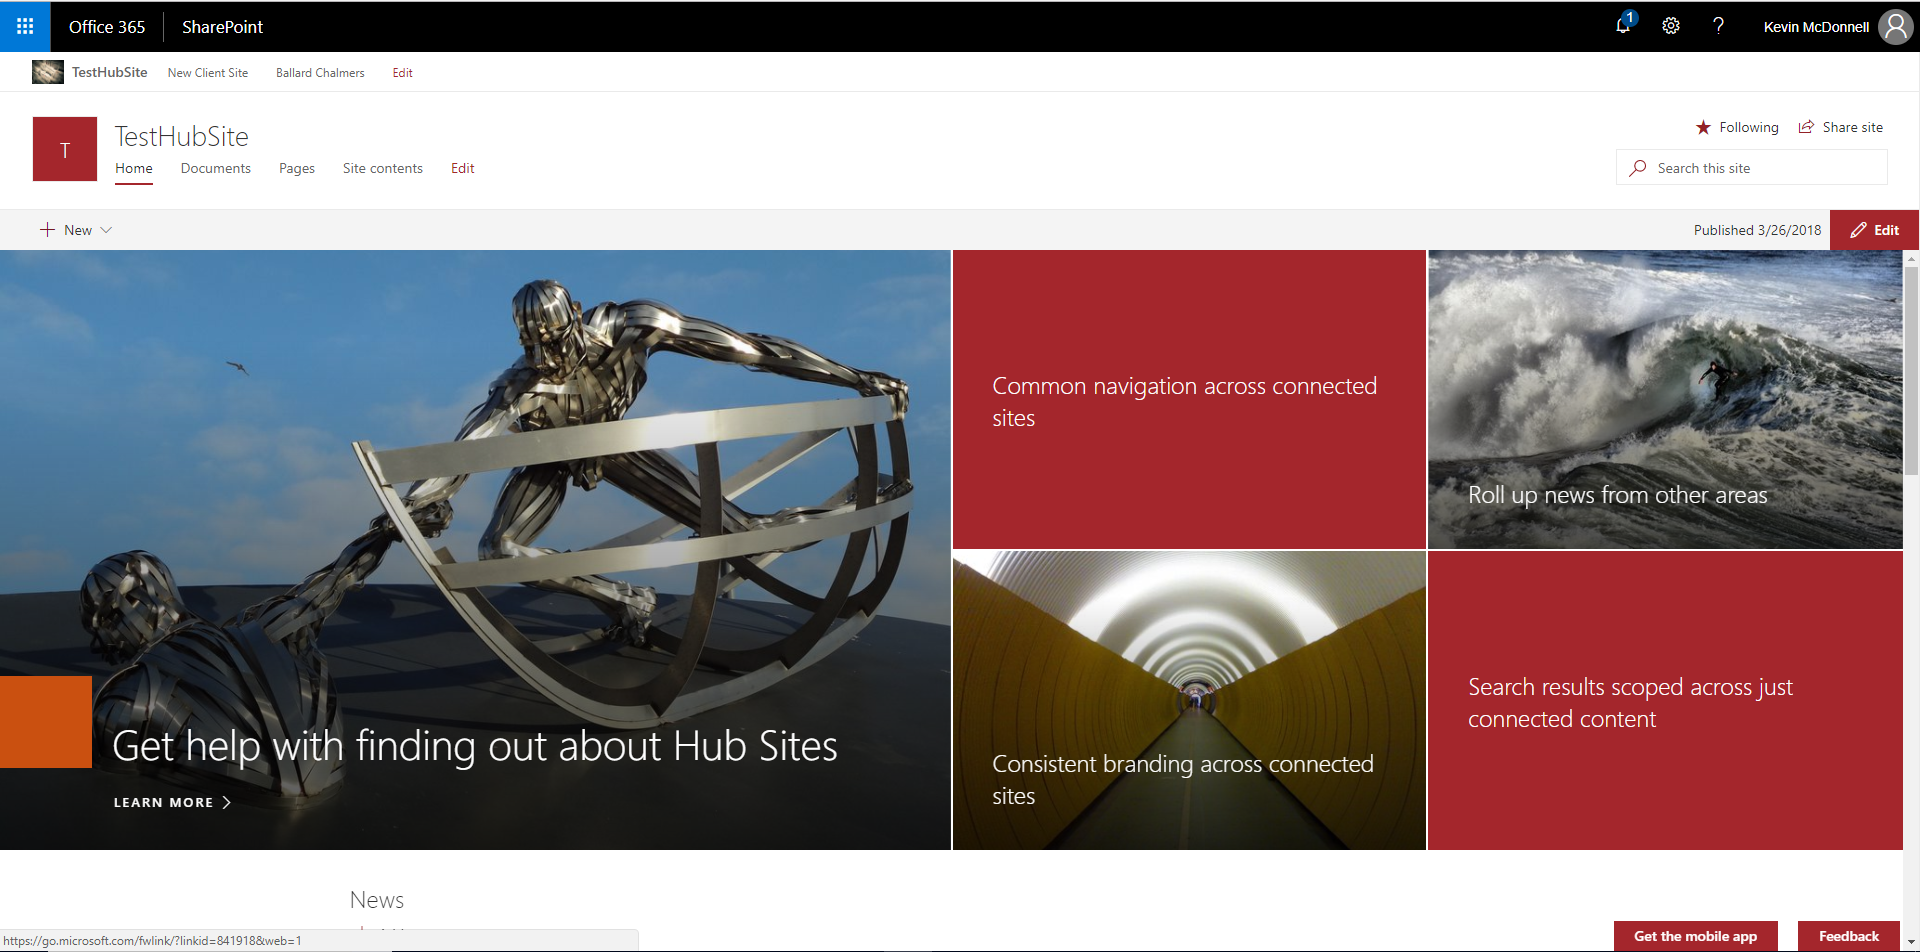 Office 365
SharePoint
1
?
Kevin McDonnell
TestHubSite
New Client Site
Ballard Chalmers
Edit
T
TestHubSite
Following
Share site
Home
Documents
Pages
Site contents
Edit
Search this site
New
Published 3/26/2018
Edit
Common navigation across connected
sites
Roll up news from other areas
Get help with finding out about Hub Sites
LEARN MORE
Consistent branding across connected
sites
Search results scoped across just
connected content
News
https://go.microsoft.com/fwlink/?linkid=841918&web=1
Get the mobile app
Feedback